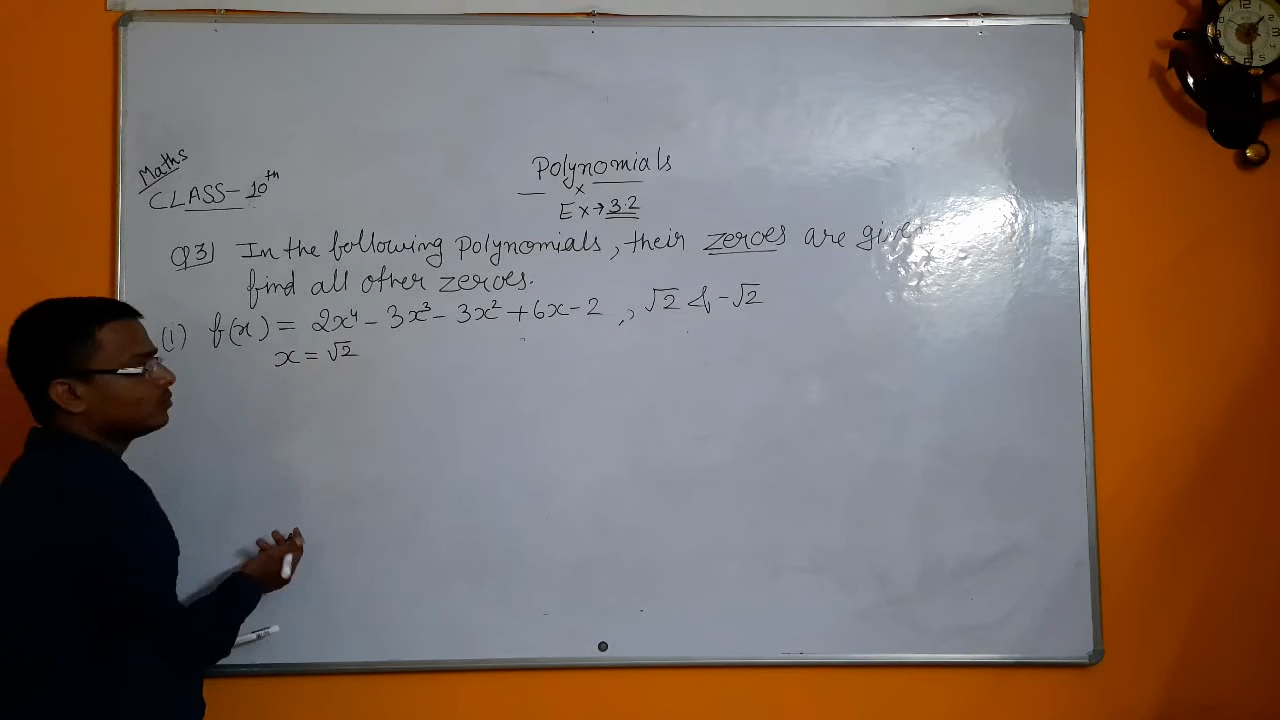 Maths
CLASS-10th
Polynomials
x
Ex→3.2
Q3) In the following Polynomials, their zeroes are given
find all other zeroes.
(1) f(x) = 2x⁴ - 3x³ - 3x² + 6x - 2 , , √2 & -√2
x = √2